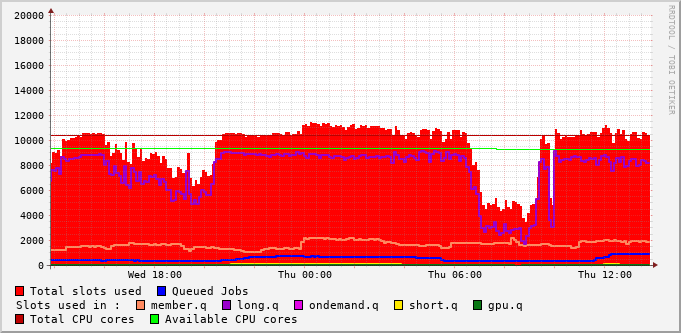 20000
18000
16000
14000
12000
10000
8000
6000
4000
2000
0
Wed 18:00 Thu 00:00 Thu 06:00 Thu 12:00
Total slots used Queued Jobs
Slots used in : member.q long.q ondemand.q short.q gpu.q
Total CPU cores Available CPU cores
RRDTOOL / TOBI OETIKER